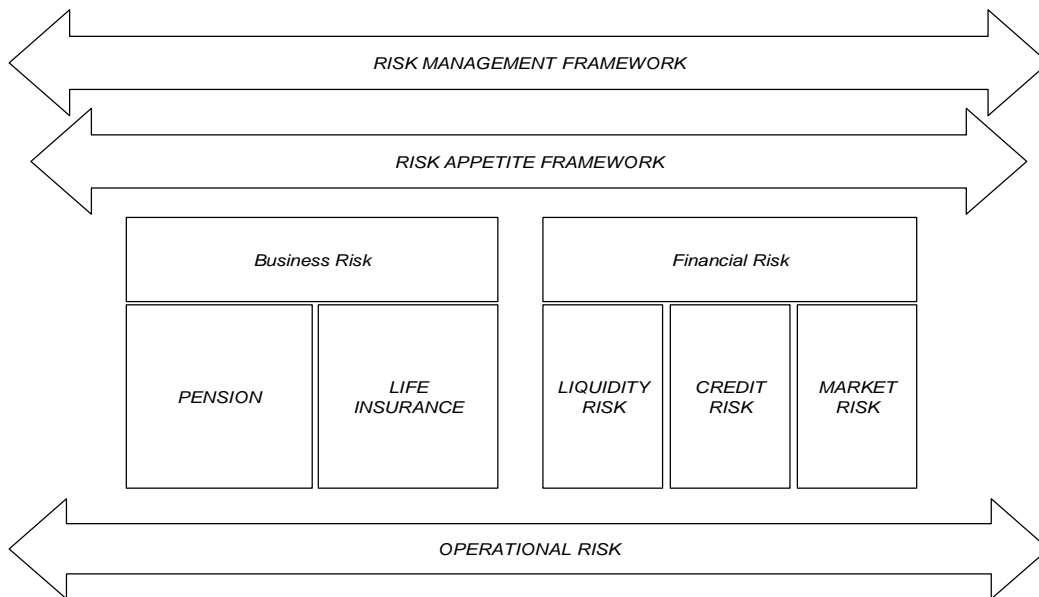 RISK MANAGEMENT FRAMEWORK
RISK APPETITE FRAMEWORK
Business Risk
Financial Risk
PENSION
LIFE
INSURANCE
LIQUIDITY
RISK
CREDIT
RISK
MARKET
RISK
OPERATIONAL RISK